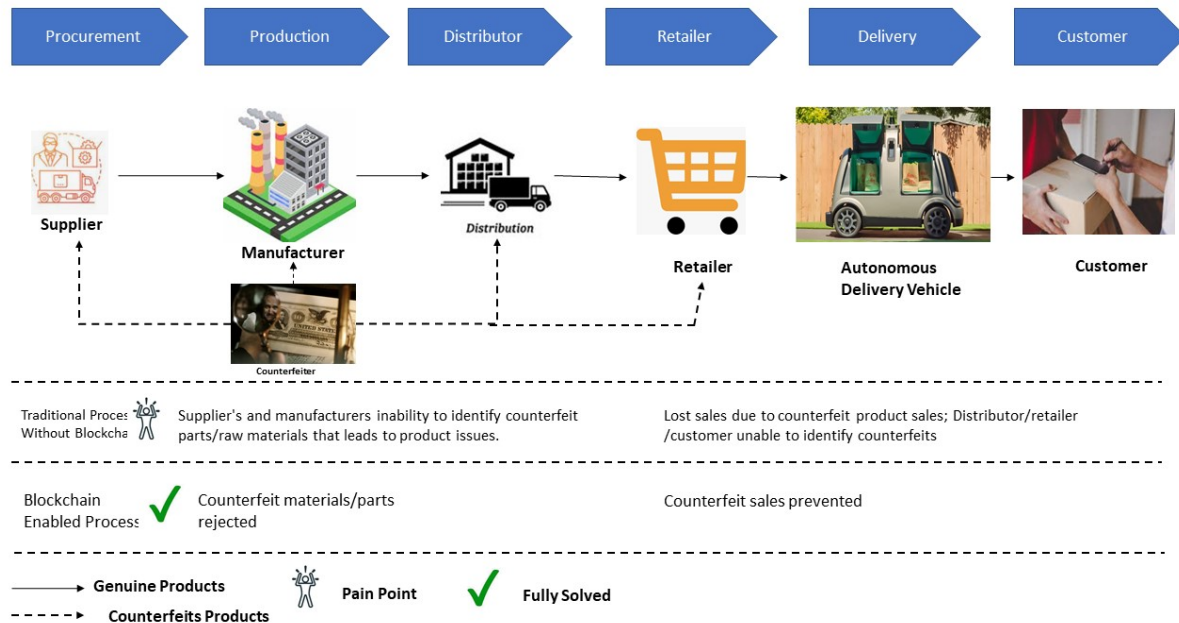 Procurement
Production
Distributor
Retailer
Delivery
Customer
Supplier
Manufacturer
Distribution
Retailer
Autonomous
Delivery Vehicle
Customer
UNITED STATES
Counterfeiter
Traditional Proces
Without Blockcha
Supplier's and manufacturers inability to identify counterfeit
parts/raw materials that leads to product issues.
Lost sales due to counterfeit product sales; Distributor/retailer
/customer unable to identify counterfeits
Blockchain
Enabled Process
Counterfeit materials/parts
rejected
Counterfeit sales prevented
Genuine Products
Counterfeits Products
Pain Point
Fully Solved